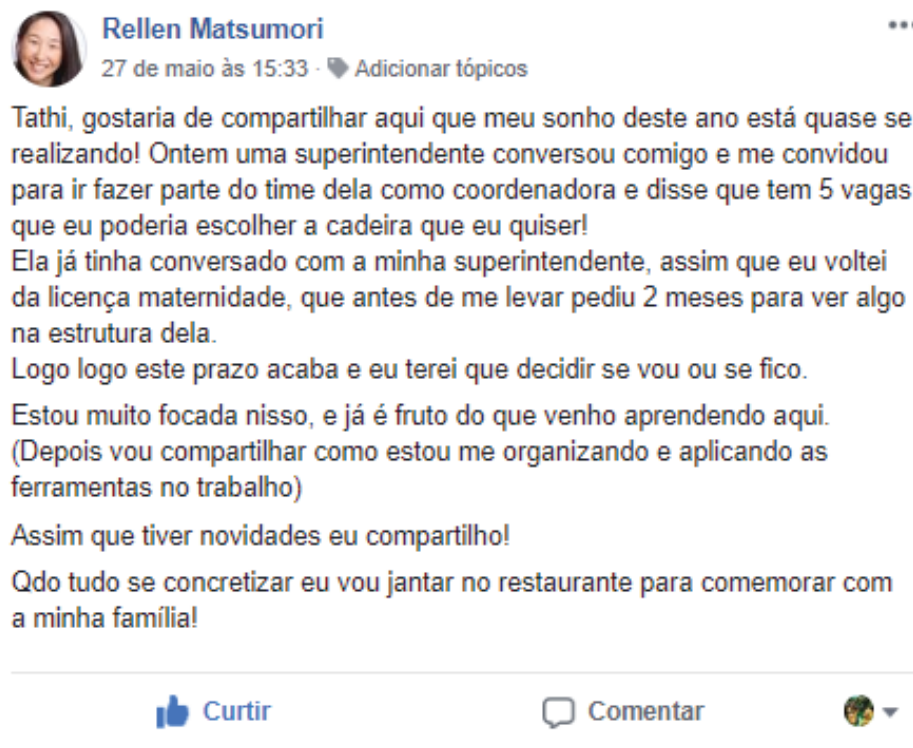 Rellen Matsumori
27 de maio às 15:33 · Adicionar tópicos
Tathi, gostaria de compartilhar aqui que meu sonho deste ano está quase se
realizando! Ontem uma superintendente conversou comigo e me convidou
para ir fazer parte do time dela como coordenadora e disse que tem 5 vagas
que eu poderia escolher a cadeira que eu quiser!
Ela já tinha conversado com a minha superintendente, assim que eu voltei
da licença maternidade, que antes de me levar pediu 2 meses para ver algo
na estrutura dela.
Logo logo este prazo acaba e eu terei que decidir se vou ou se fico.
Estou muito focada nisso, e já é fruto do que venho aprendendo aqui.
(Depois vou compartilhar como estou me organizando e aplicando as
ferramentas no trabalho)
Assim que tiver novidades eu compartilho!
Qdo tudo se concretizar eu vou jantar no restaurante para comemorar com
a minha família!
Curtir Comentar